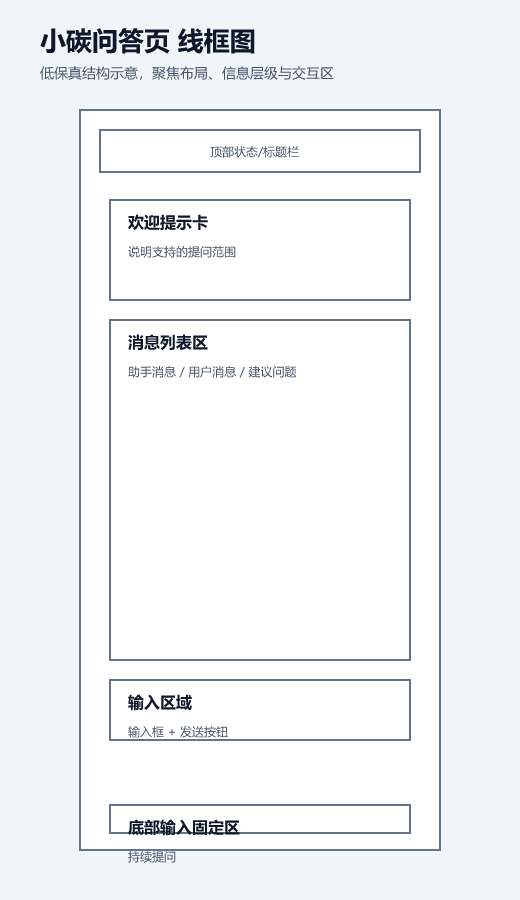 小碳问答页 线框图
低保真结构示意，聚焦布局、信息层级与交互区
顶部状态/标题栏
欢迎提示卡
说明支持的提问范围
消息列表区
助手消息 / 用户消息 / 建议问题
输入区域
输入框 + 发送按钮
底部输入固定区
持续提问